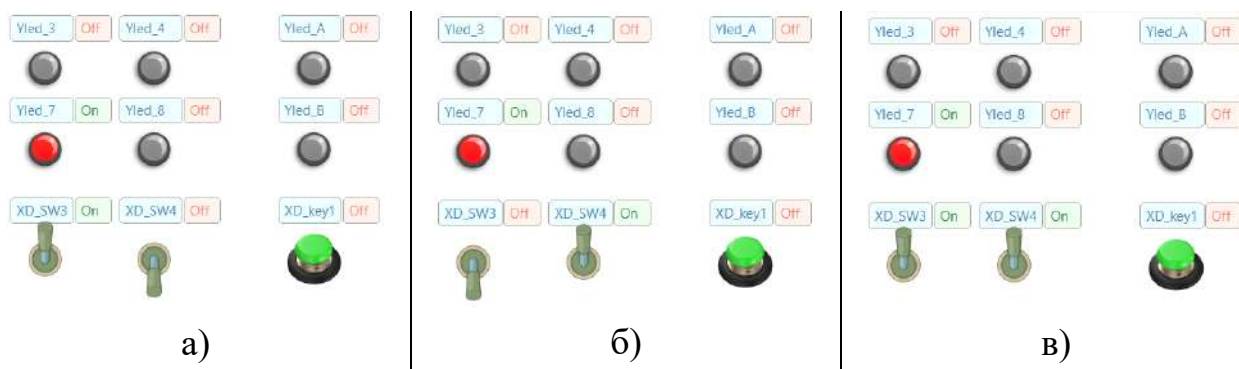 Yled_3 Off Yled_4 Off Yled_A Off
Yled_7 On Yled_8 Off Yled_B Off
XD_SW3 On XD_SW4 Off XD_key1 Off
а)
Yled_3 Off Yled_4 Off Yled_A Off
Yled_7 On Yled_8 Off Yled_B Off
XD_SW3 Off XD_SW4 On XD_key1 Off
б)
Yled_3 Off Yled_4 Off Yled_A Off
Yled_7 On Yled_8 Off Yled_B Off
XD_SW3 On XD_SW4 On XD_key1 Off
в)